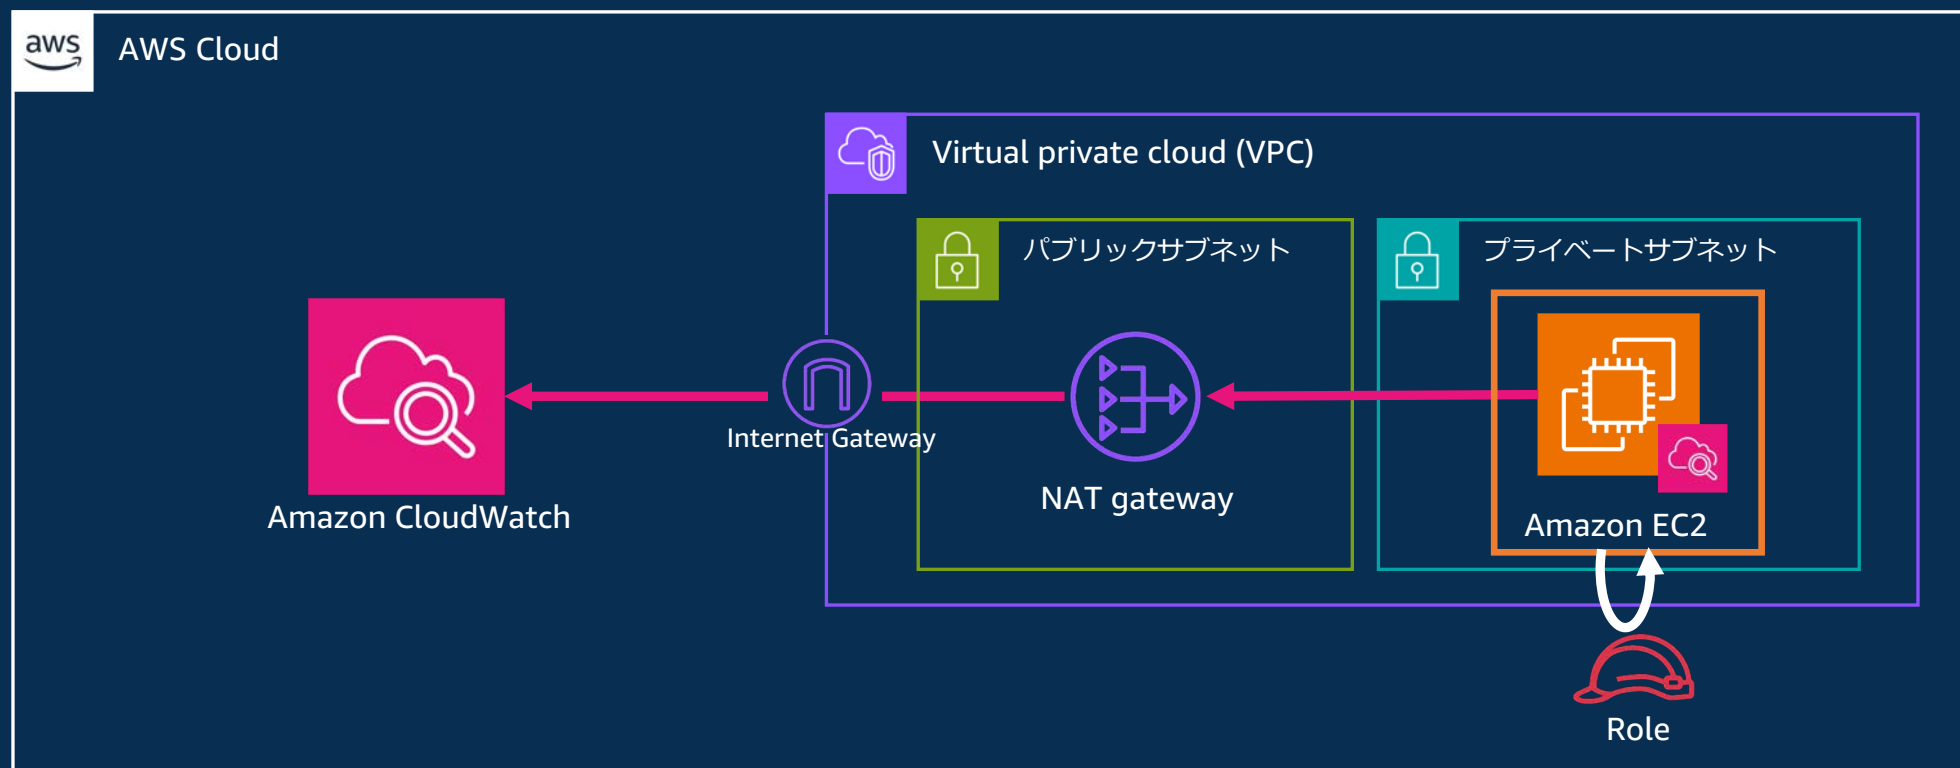 aws
AWS Cloud
Virtual private cloud (VPC)
パブリックサブネット
プライベートサブネット
Internet Gateway
Amazon CloudWatch
NAT gateway
Amazon EC2
Role